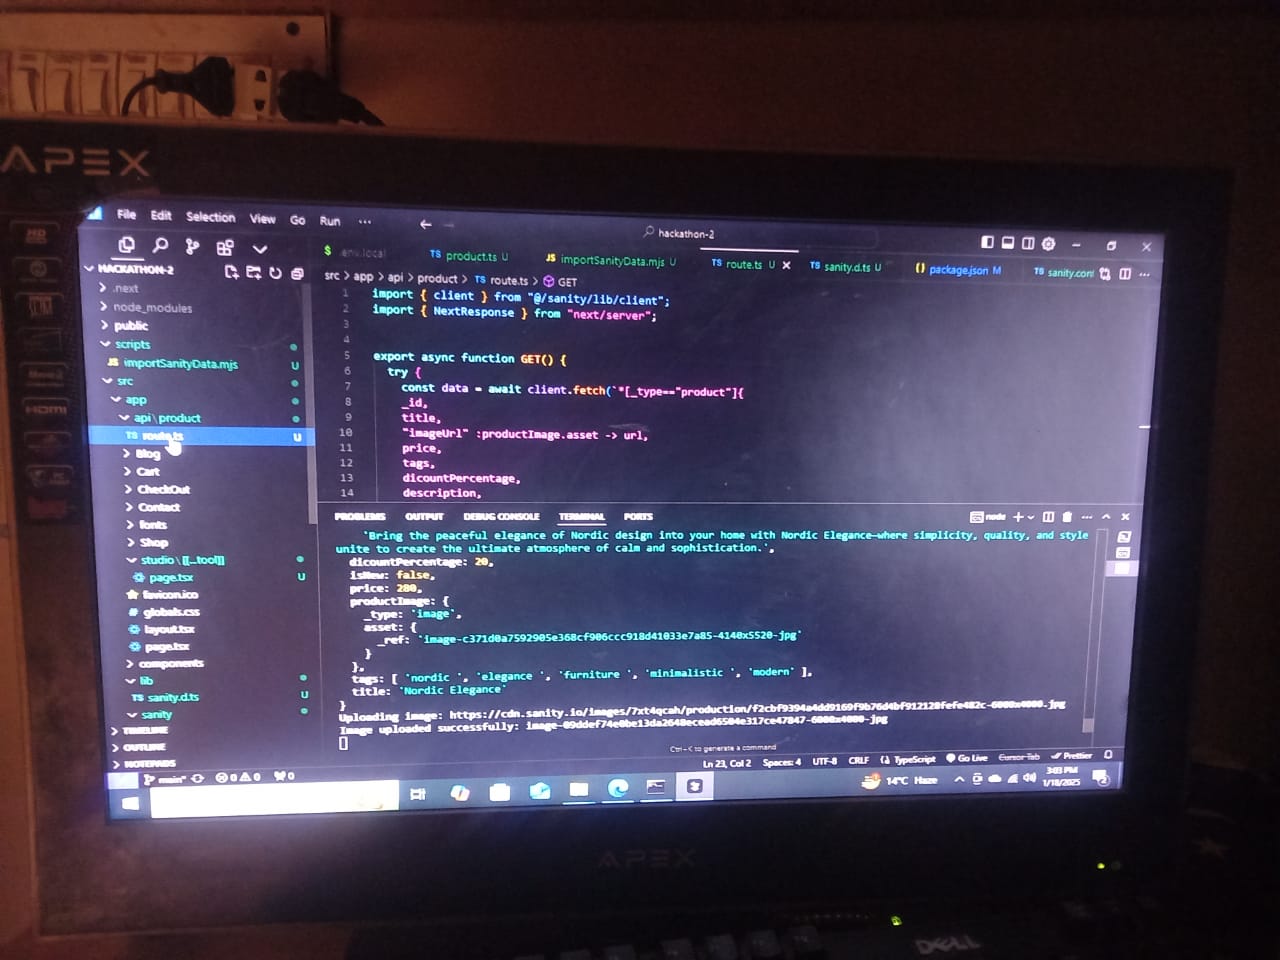 APEX
File Edit Selection View Go Run ...
hackathon-2
HACKATHON-2
.next
node_modules
public
scripts
JS importSanityData.mjs U
src
app
api\product
TS route.ts U
Blog
Cart
CheckOut
Contact
fonts
Shop
studio\[[..._tool]]
page.tsx U
favicon.ico
# globals.css
layout.tsx
page.tsx
components
lib
TS sanity.d.ts U
sanity
TIMELINE
OUTLINE
NOTEPADS
$ .env.local
TS product.ts U
JS importSanityData.mjs U
TS route.ts U
TS sanity.d.ts U
{} package.json M
TS sanity.conf
src > app > api > product > TS route.ts > GET
1 import { client } from "@/sanity/lib/client";
2 import { NextResponse } from "next/server";
3
4
5 export async function GET() {
6 try {
7 const data = await client.fetch(`*[_type=="product"]{
8 _id,
9 title,
10 "imageUrl" :productImage.asset -> url,
11 price,
12 tags,
13 dicountPercentage,
14 description,
PROBLEMS OUTPUT DEBUG CONSOLE TERMINAL PORTS
node
'Bring the peaceful elegance of Nordic design into your home with Nordic Elegance—where simplicity, quality, and style
unite to create the ultimate atmosphere of calm and sophistication.',
dicountPercentage: 20,
isNew: false,
price: 280,
productImage: {
_type: 'image',
asset: {
_ref: 'image-c371d0a7592905e368cf906ccc918d41033e7a85-4140x5520-jpg'
}
},
tags: [ 'nordic ', 'elegance ', 'furniture ', 'minimalistic ', 'modern' ],
title: 'Nordic Elegance'
}
Uploading image: https://cdn.sanity.io/images/7xt4qcah/production/f2cbf9394a4dd9169f9b76d4bf912128fefe482c-6000x4000-jpg
Image uploaded successfully: image-09ddef74e0be13da2648ecead6504e317ce47847-6000x4000-jpg
Ctrl-K to generate a command
main*
0 0
0
Ln 23, Col 2 Spaces: 4 UTF-8 CRLF TypeScript Go Live Cursor Tab Prettier
14°C Haze
3:03 PM
1/18/2025
2
APEX
DELL
HD
HDMI